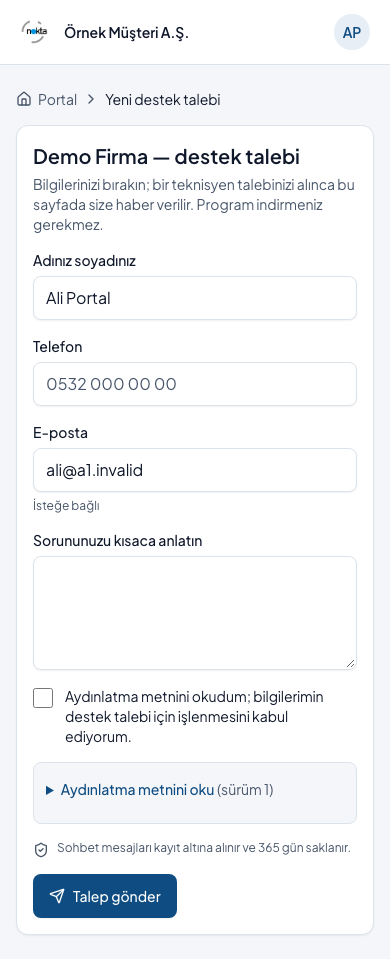 nokta
Örnek Müşteri A.Ş.
AP
Portal
Yeni destek talebi
Demo Firma — destek talebi
Bilgilerinizi bırakın; bir teknisyen talebinizi alınca bu
sayfada size haber verilir. Program indirmeniz
gerekmez.
Adınız soyadınız
Ali Portal
Telefon
0532 000 00 00
E-posta
ali@a1.invalid
İsteğe bağlı
Sorununuzu kısaca anlatın
Aydınlatma metnini okudum; bilgilerimin
destek talebi için işlenmesini kabul
ediyorum.
Aydınlatma metnini oku (sürüm 1)
Sohbet mesajları kayıt altına alınır ve 365 gün saklanır.
Talep gönder